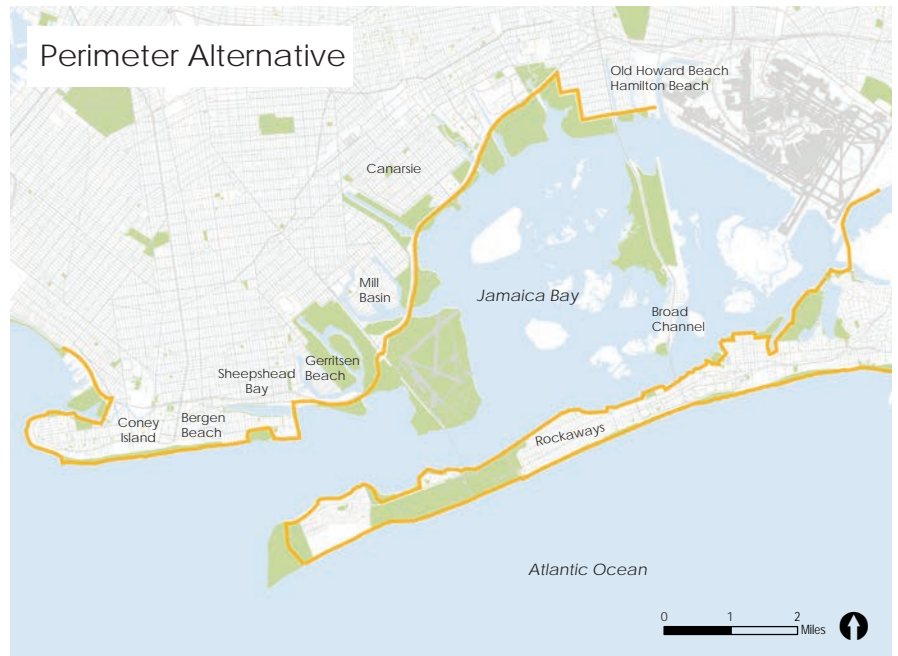 Perimeter Alternative
Old Howard Beach
Hamilton Beach
Canarsie
Mill
Basin
Jamaica Bay
Broad
Channel
Gerritsen
Beach
Sheepshead
Bay
Bergen
Beach
Coney
Island
Rockaways
Atlantic Ocean
0 1 2
Miles